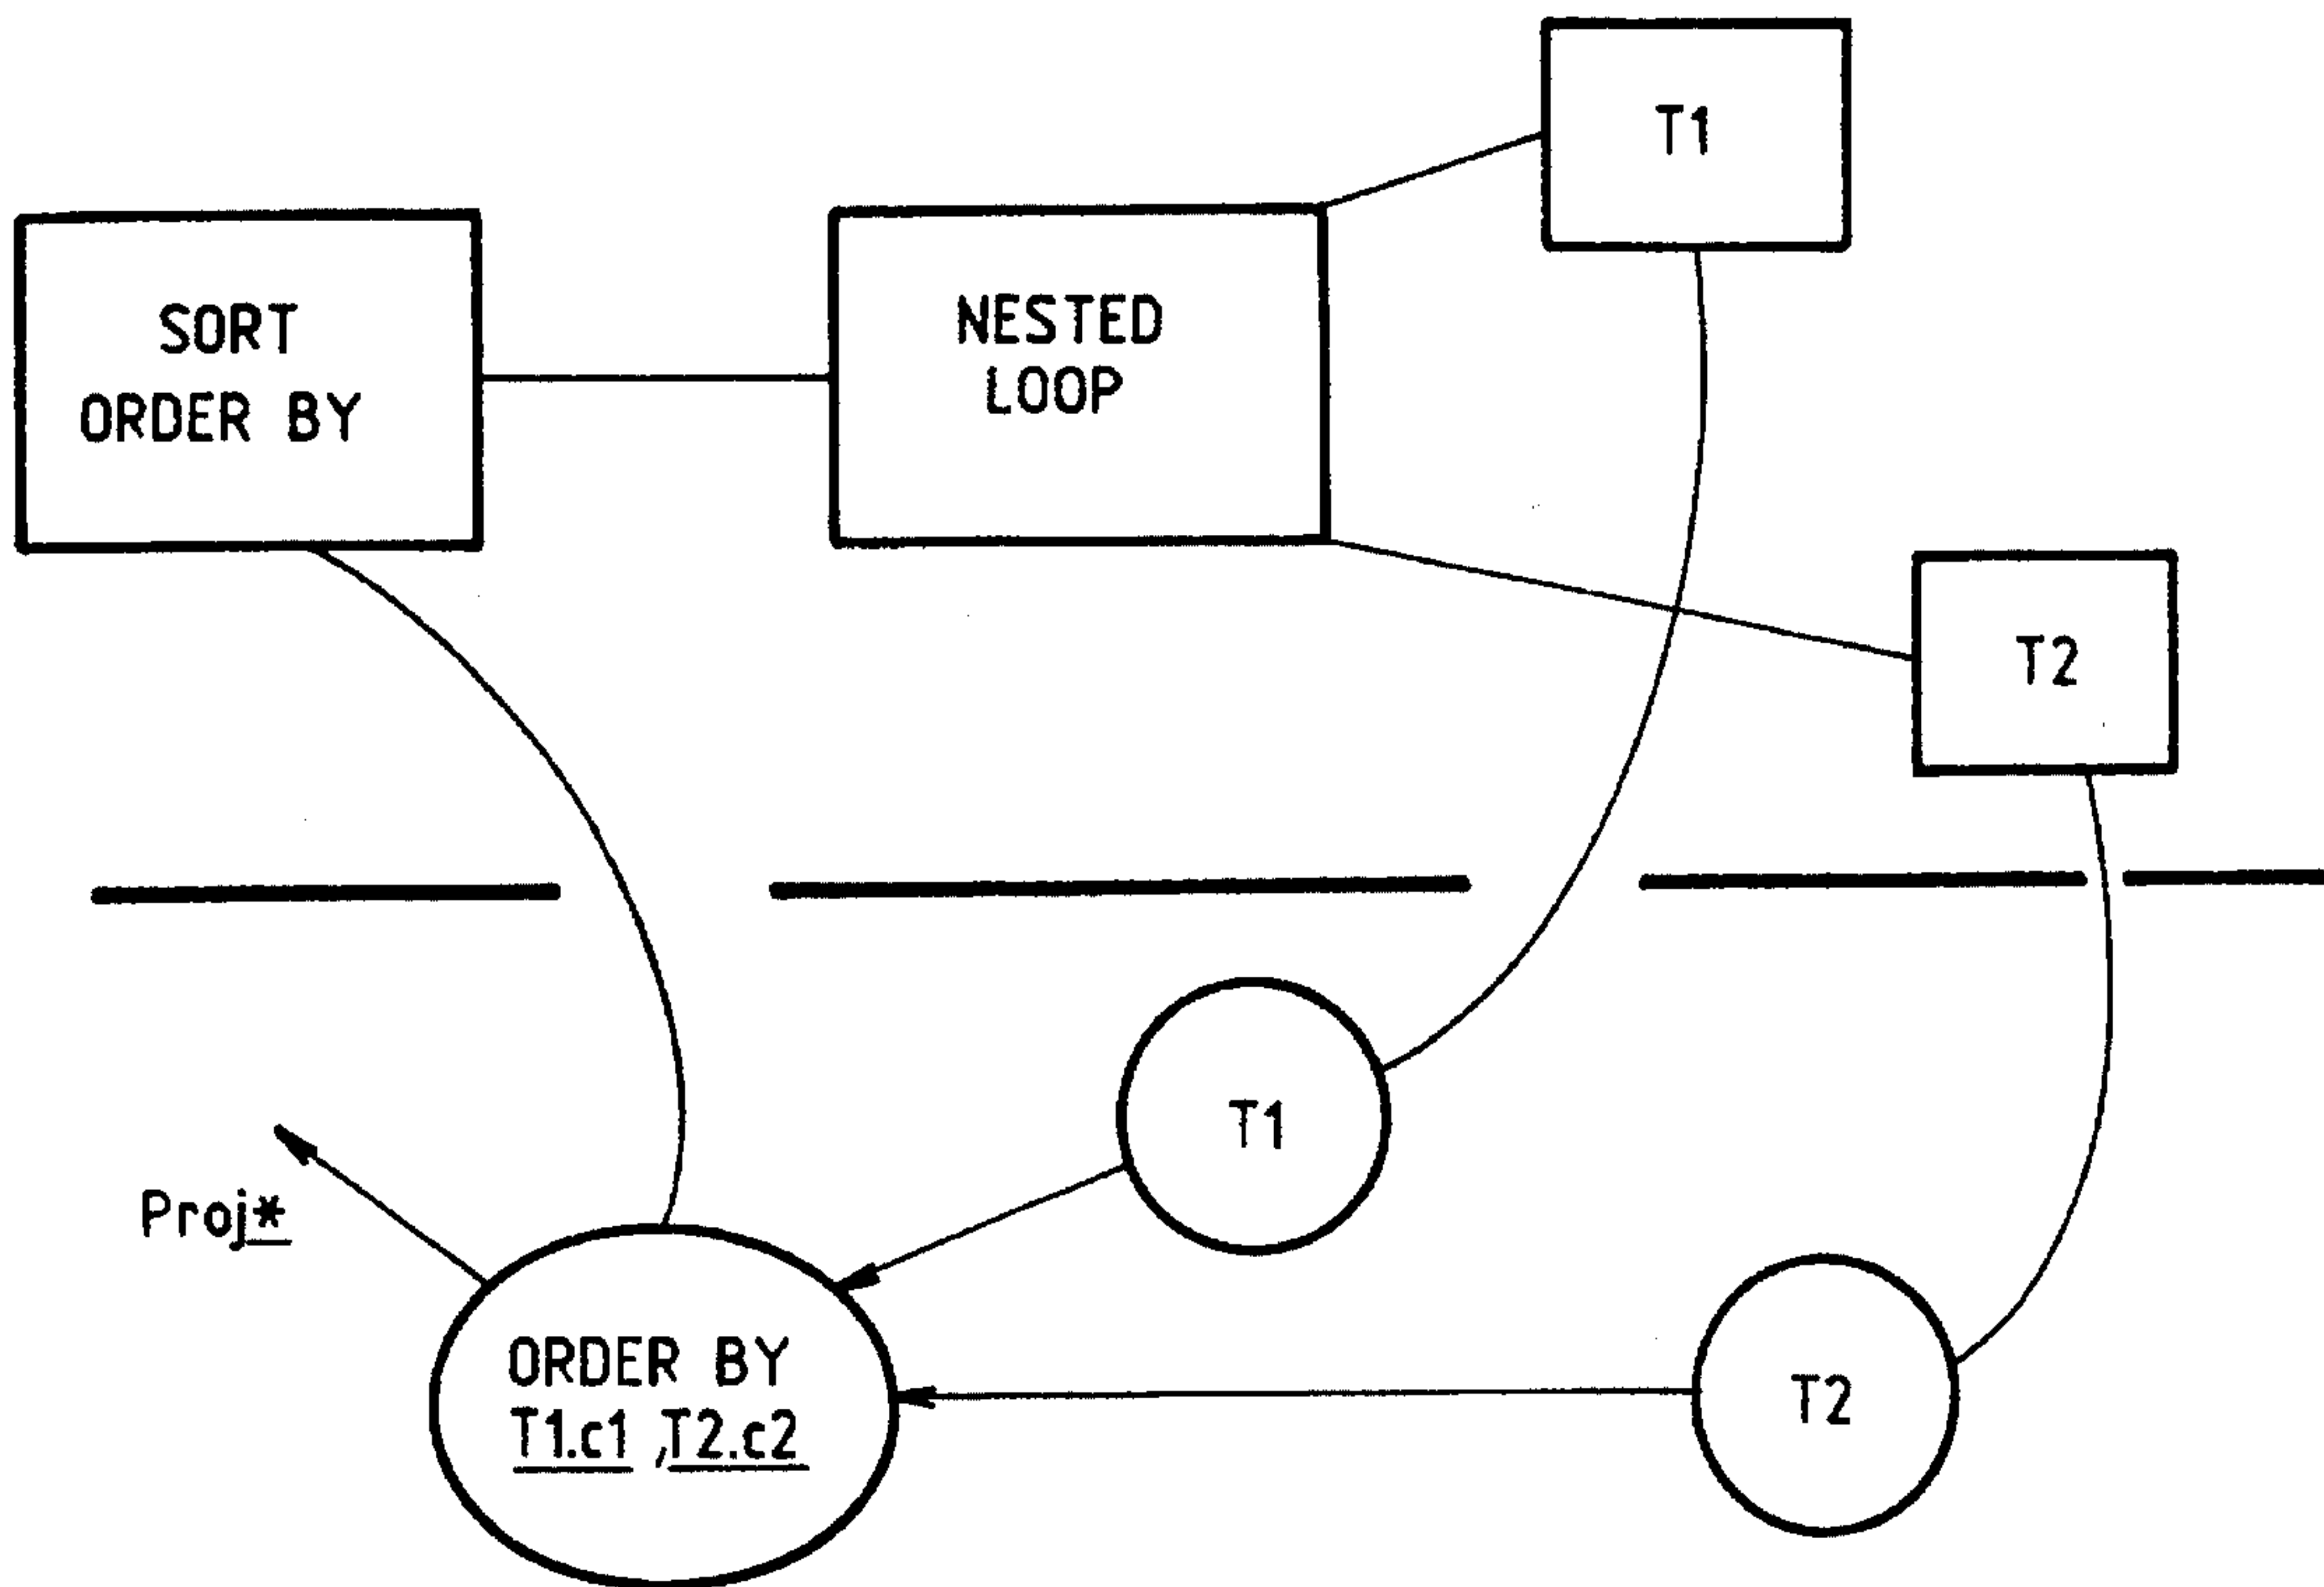 T1
SORT
ORDER BY
NESTED
LOOP
T2
T1
Proj*
ORDER BY
T1.c1 ,T2.c2
T2